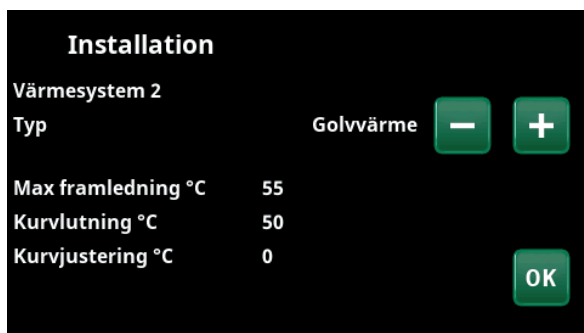 Installation
Värmesystem 2
Typ Golvvärme − +
Max framledning °C 55
Kurvlutning °C 50
Kurvjustering °C 0
OK